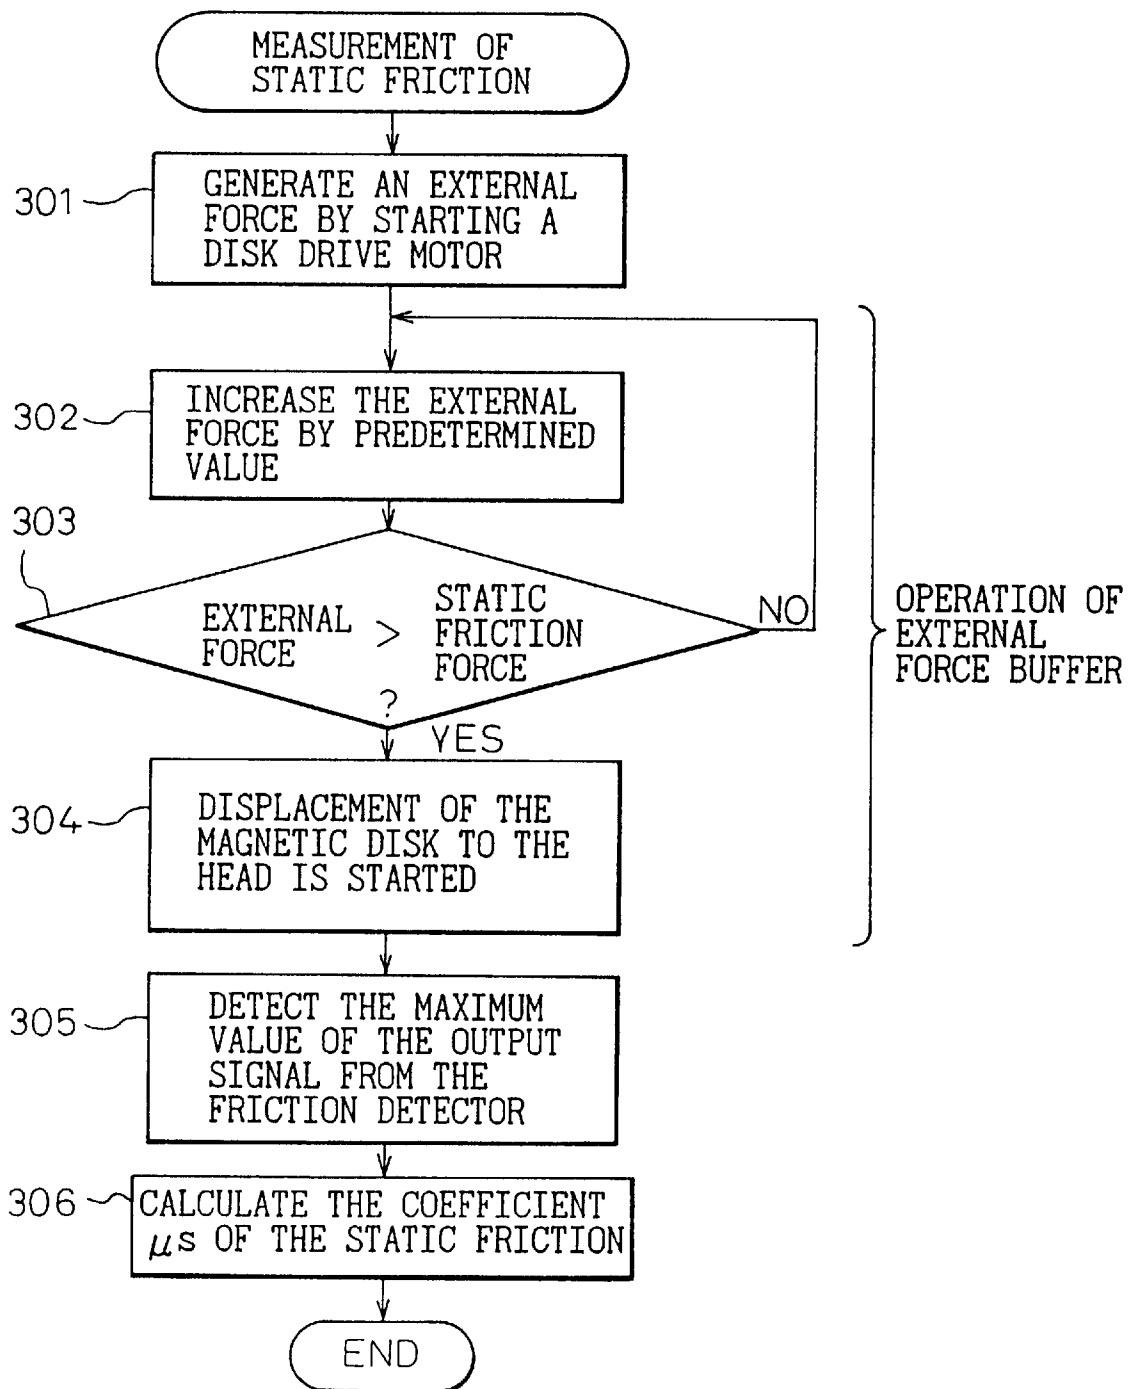 MEASUREMENT OF
STATIC FRICTION
301
GENERATE AN EXTERNAL
FORCE BY STARTING A
DISK DRIVE MOTOR
302
INCREASE THE EXTERNAL
FORCE BY PREDETERMINED
VALUE
303
EXTERNAL
FORCE
>
STATIC
FRICTION
FORCE
?
NO
YES
OPERATION OF
EXTERNAL
FORCE BUFFER
304
DISPLACEMENT OF THE
MAGNETIC DISK TO THE
HEAD IS STARTED
305
DETECT THE MAXIMUM
VALUE OF THE OUTPUT
SIGNAL FROM THE
FRICTION DETECTOR
306
CALCULATE THE COEFFICIENT
μs OF THE STATIC FRICTION
END